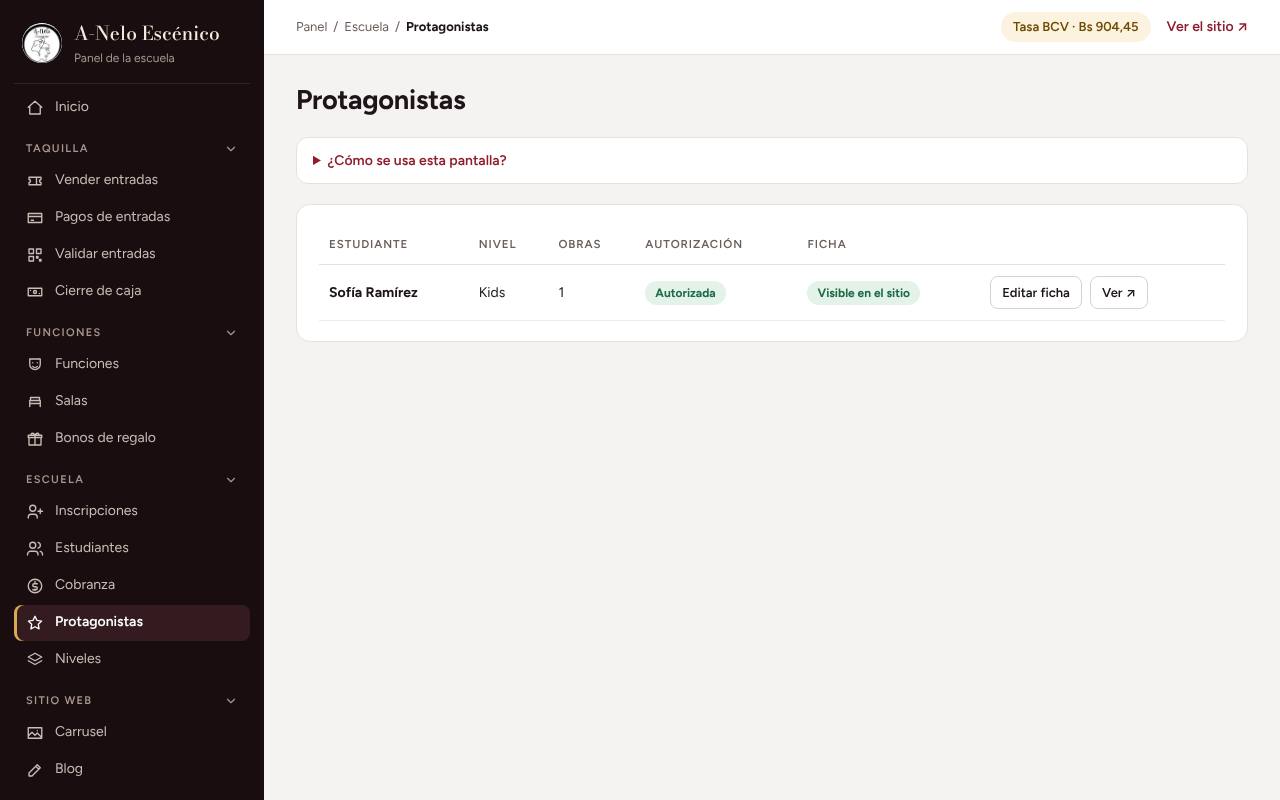 A-Nelo Escénico
Panel de la escuela
Inicio
TAQUILLA
Vender entradas
Pagos de entradas
Validar entradas
Cierre de caja
FUNCIONES
Funciones
Salas
Bonos de regalo
ESCUELA
Inscripciones
Estudiantes
Cobranza
Protagonistas
Niveles
SITIO WEB
Carrusel
Blog
Panel / Escuela / Protagonistas
Tasa BCV · Bs 904,45
Ver el sitio ↗
Protagonistas
▶ ¿Cómo se usa esta pantalla?
ESTUDIANTE NIVEL OBRAS AUTORIZACIÓN FICHA
Sofía Ramírez Kids 1 Autorizada Visible en el sitio Editar ficha Ver ↗